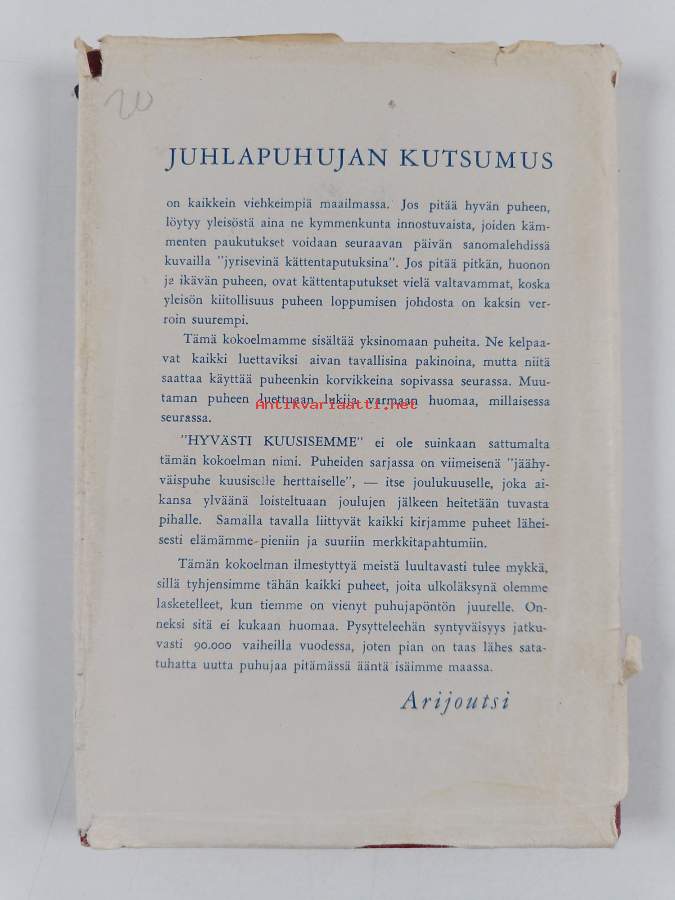 20
JUHLAPUHUJAN KUTSUMUS
on kaikkein viehkeimpiä maailmassa. Jos pitää hyvän puheen,
löytyy yleisöstä aina ne kymmenkunta innostuvaista, joiden käm-
menten paukutukset voidaan seuraavan päivän sanomalehdissä
kuvailla "jyrisevinä kättentaputuksina". Jos pitää pitkän, huonon
ja ikävän puheen, ovat kättentaputukset vielä valtavammat, koska
yleisön kiitollisuus puheen loppumisen johdosta on kaksin ver-
roin suurempi.
Tämä kokoelmamme sisältää yksinomaan puheita. Ne kelpaa-
vat kaikki luettaviksi aivan tavallisina pakinoina, mutta niitä
saattaa käyttää puheenkin korvikkeina sopivassa seurassa. Muu-
taman puheen luettuaan lukija varmaan huomaa, millaisessa
seurassa.
Antikvariaatti.net
"HYVÄSTI KUUSISEMME" ei ole suinkaan sattumalta
tämän kokoelman nimi. Puheiden sarjassa on viimeisenä "jäähy-
väispuhe kuusiselle herttaiselle", — itse joulukuuselle, joka ai-
kansa ylväänä loisteltuaan joulujen jälkeen heitetään tuvasta
pihalle. Samalla tavalla liittyvät kaikki kirjamme puheet lähei-
sesti elämämme pieniin ja suuriin merkkitapahtumiin.
Tämän kokoelman ilmestyttyä meistä luultavasti tulee mykkä,
sillä tyhjensimme tähän kaikki puheet, joita ulkoläksynä olemme
lasketelleet, kun tiemme on vienyt puhujapöntön juurelle. On-
neksi sitä ei kukaan huomaa. Pysytteleehän syntyväisyys jatku-
vasti 90.000 vaiheilla vuodessa, joten pian on taas lähes sata-
tuhatta uutta puhujaa pitämässä ääntä isäimme maassa.
Arijoutsi